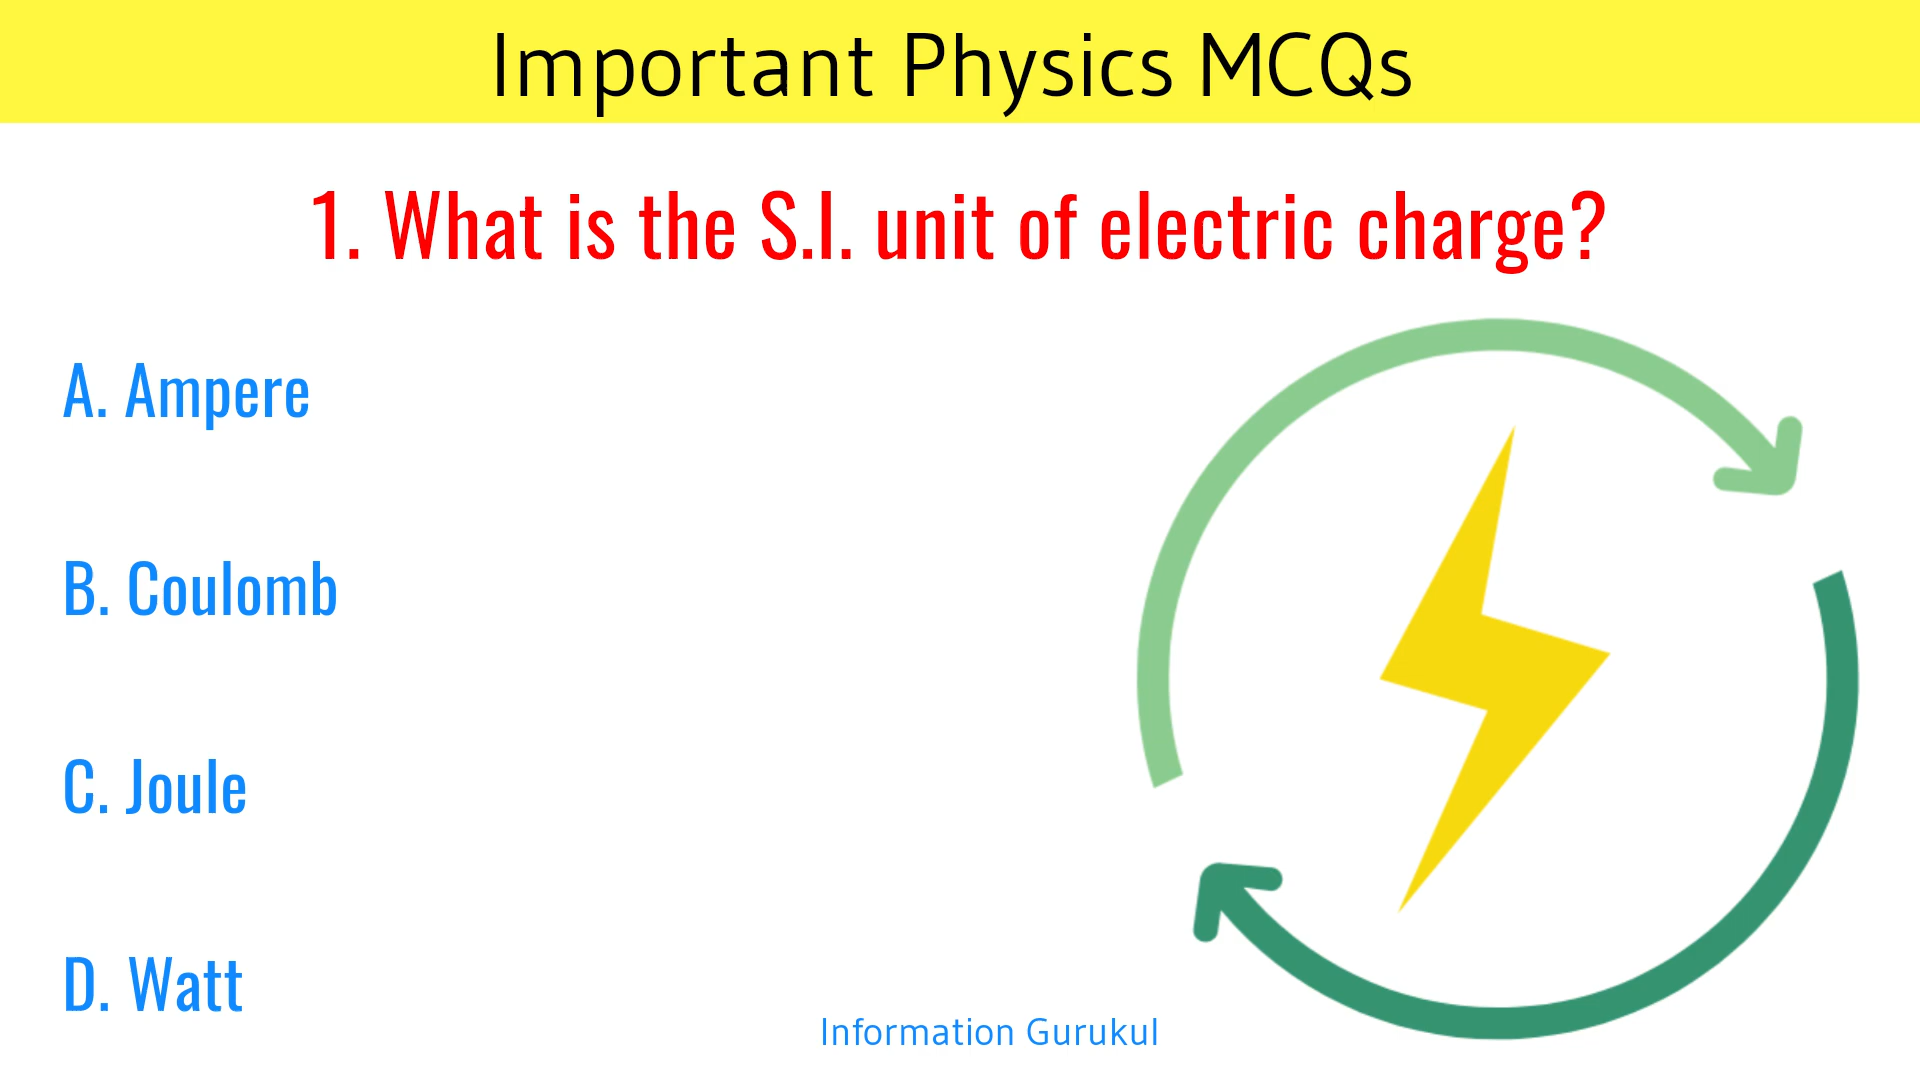 Important Physics MCQs
1. What is the S.I. unit of electric charge?
A. Ampere
B. Coulomb
C. Joule
D. Watt
Information Gurukul